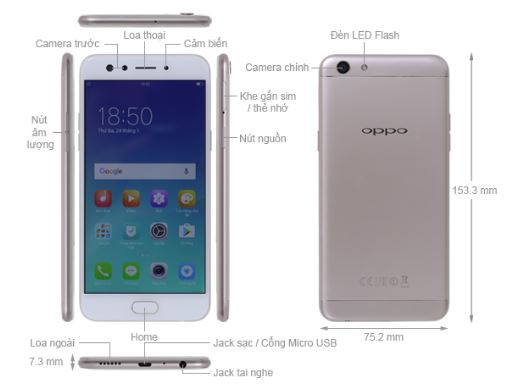 Loa thoại
Đèn LED Flash
Camera trước
Cảm biến
Camera chính
Khe gắn sim
/ thẻ nhớ
Nút
âm
lượng
Nút nguồn
Google
oppo
153.3 mm
75.2 mm
Home
Loa ngoài
Jack sạc / Cổng Micro USB
7.3 mm
Jack tai nghe